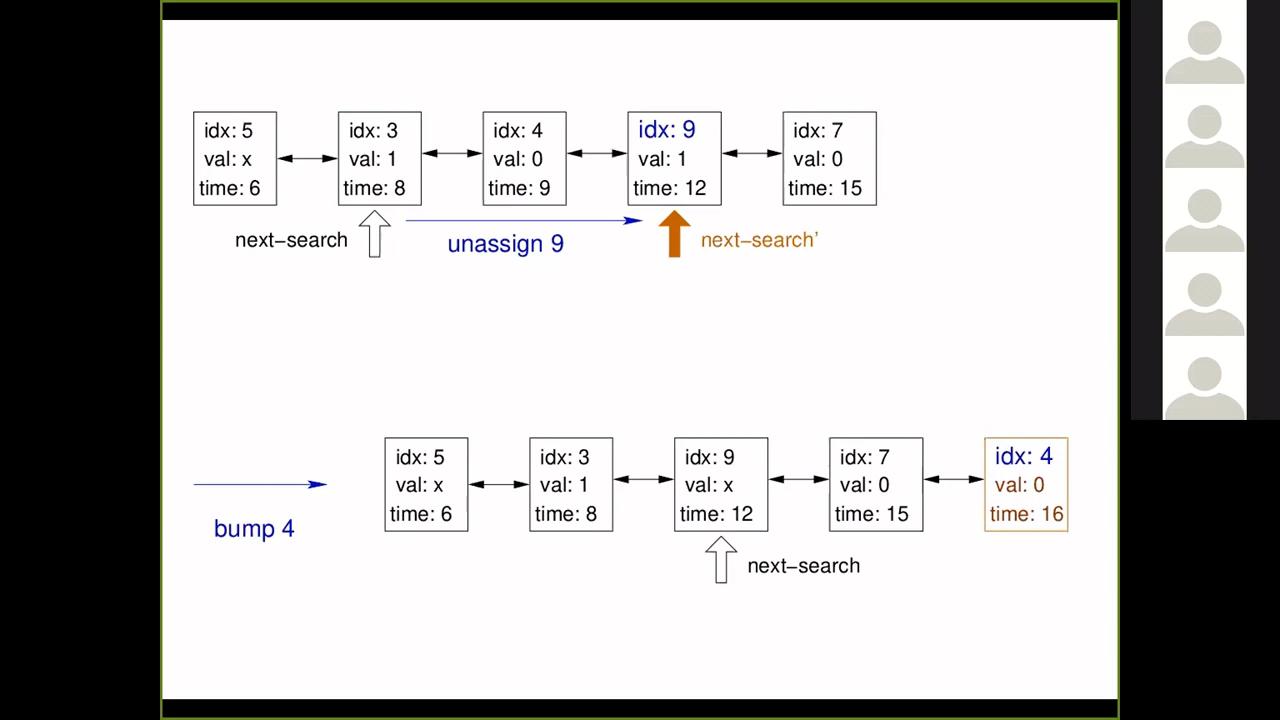 idx: 5
val: x
time: 6
idx: 3
val: 1
time: 8
idx: 4
val: 0
time: 9
idx: 9
val: 1
time: 12
idx: 7
val: 0
time: 15
next−search
unassign 9
next−search'
bump 4
idx: 5
val: x
time: 6
idx: 3
val: 1
time: 8
idx: 9
val: x
time: 12
idx: 7
val: 0
time: 15
idx: 4
val: 0
time: 16
next−search